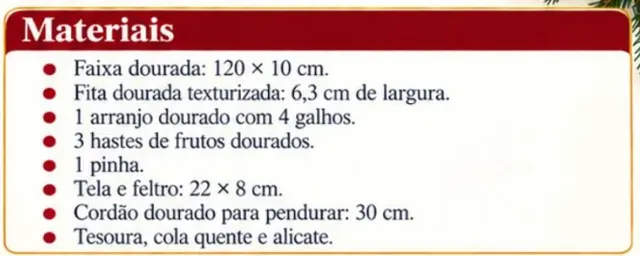 Materiais
● Faixa dourada: 120 × 10 cm.
● Fita dourada texturizada: 6,3 cm de largura.
● 1 arranjo dourado com 4 galhos.
● 3 hastes de frutos dourados.
● 1 pinha.
● Tela e feltro: 22 × 8 cm.
● Cordão dourado para pendurar: 30 cm.
● Tesoura, cola quente e alicate.